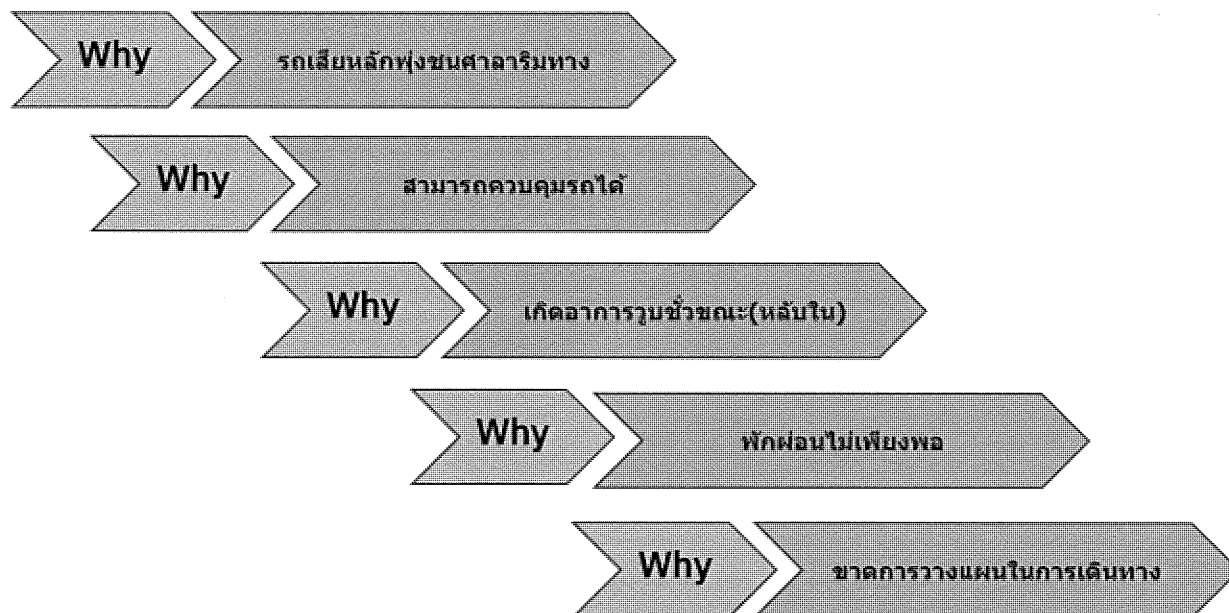 Why รถเสียหลักพุ่งชนศาลาริมทาง
Why สามารถควบคุมรถได้
Why เกิดอาการวูบชั่วขณะ(หลับใน)
Why พักผ่อนไม่เพียงพอ
Why ขาดการวางแผนในการเดินทาง